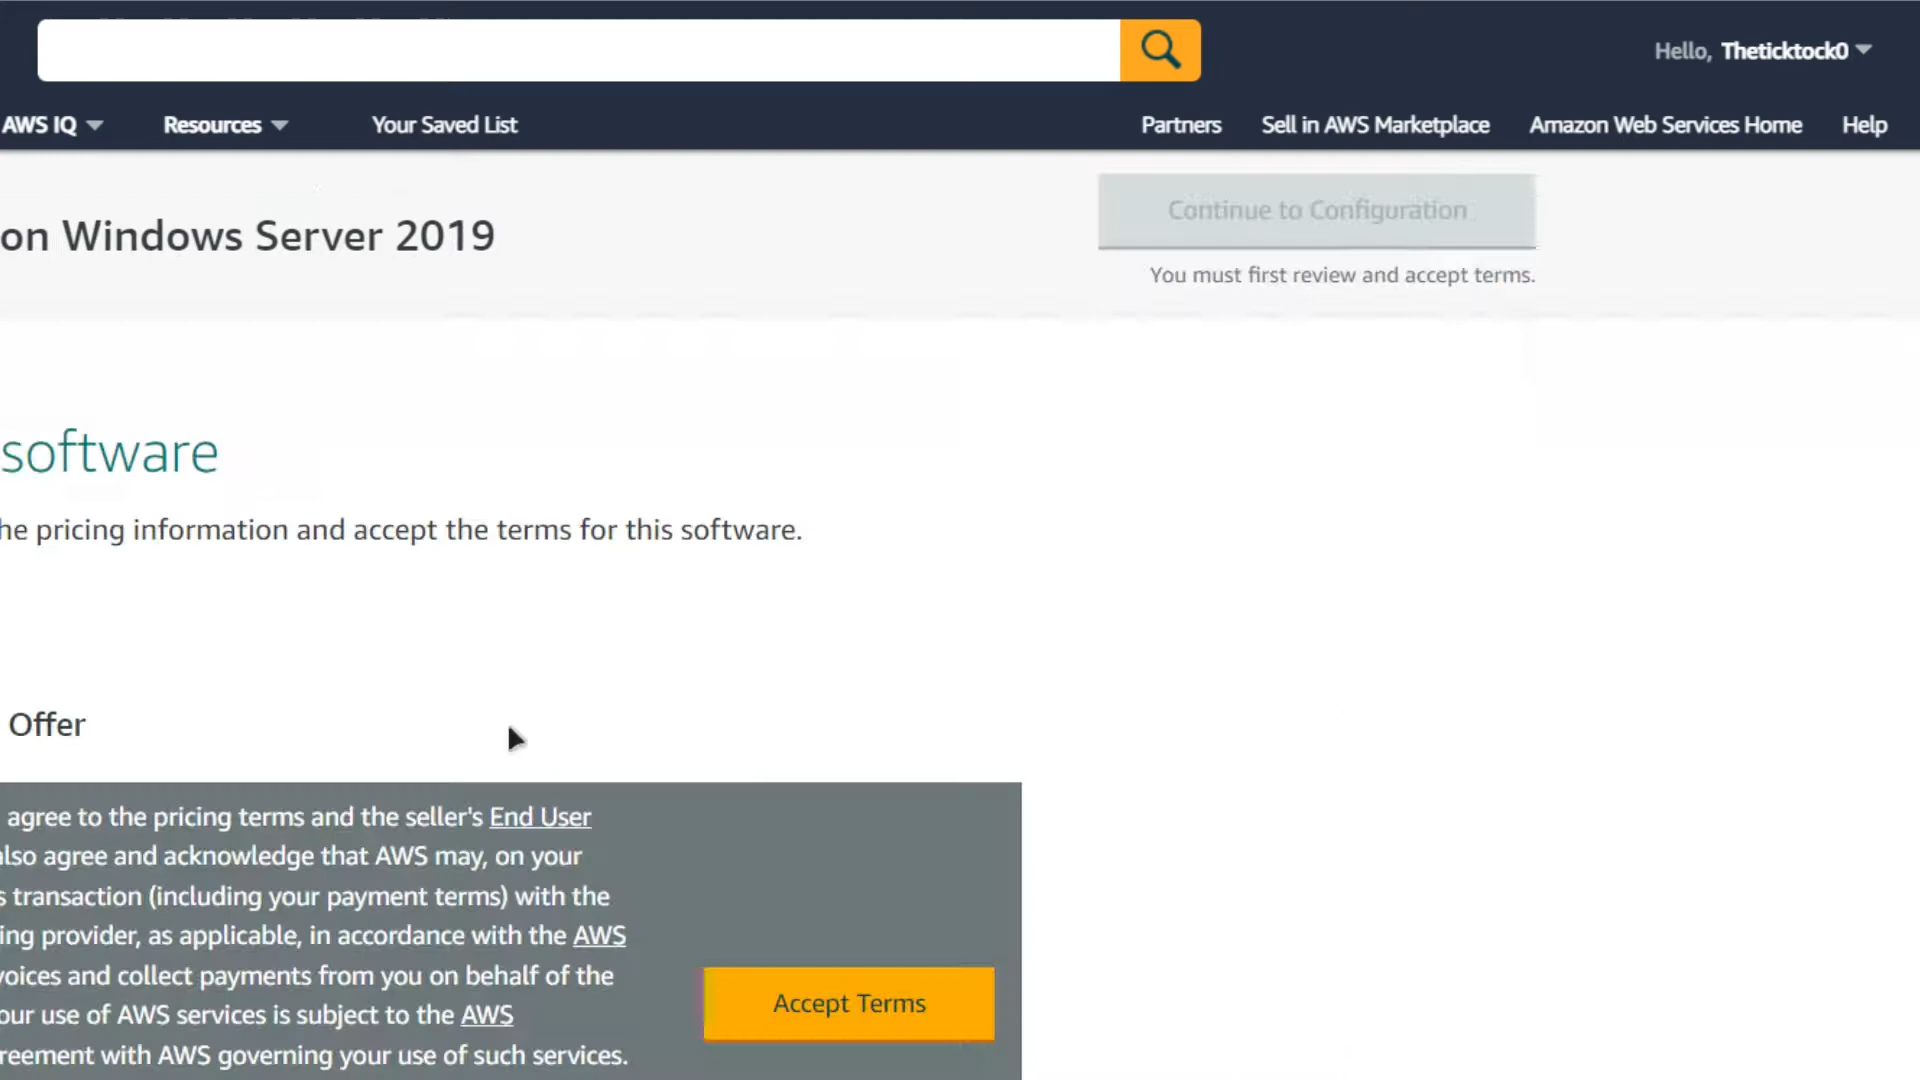 Hello, Theticktock0
AWS IQ Resources Your Saved List Partners Sell in AWS Marketplace Amazon Web Services Home Help
Continue to Configuration
on Windows Server 2019
You must first review and accept terms.
software
he pricing information and accept the terms for this software.
Offer
agree to the pricing terms and the seller's End User
also agree and acknowledge that AWS may, on your
s transaction (including your payment terms) with the
ing provider, as applicable, in accordance with the AWS
voices and collect payments from you on behalf of the
Accept Terms
our use of AWS services is subject to the AWS
reement with AWS governing your use of such services.